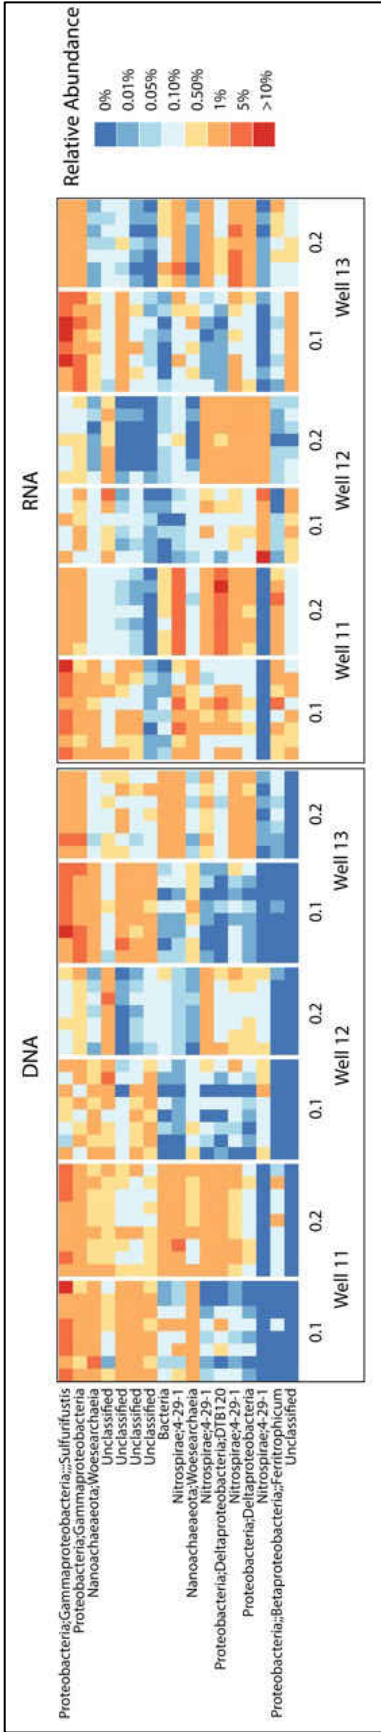 DNA
RNA
Relative Abundance
0%
0.01%
0.05%
0.10%
0.50%
1%
5%
>10%
Proteobacteria;Gammaproteobacteria;;;Sulfurifustis
Proteobacteria;Gammaproteobacteria
Nanoachaeaeota;Woesearchaeia
Unclassified
Unclassified
Unclassified
Unclassified
Bacteria
Nitrospirae;4-29-1
Nanoachaeaeota;Woesearchaeia
Nitrospirae;4-29-1
Proteobacteria;Deltaproteobacteria;DTB120
Nitrospirae;4-29-1
Proteobacteria;Deltaproteobacteria
Nitrospirae;4-29-1
Proteobacteria;;Betaproteobacteria;;Ferritrophicum
Unclassified
0.1 0.2 0.1 0.2 0.1 0.2 0.1 0.2 0.1 0.2 0.1 0.2
Well 11 Well 12 Well 13 Well 11 Well 12 Well 13